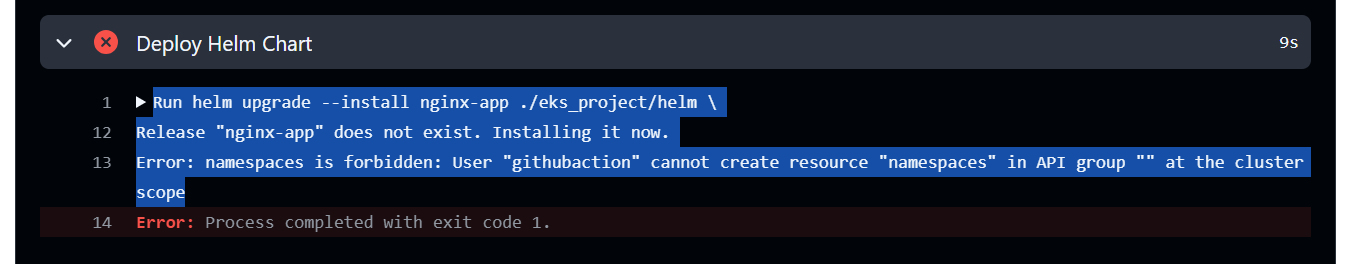 Deploy Helm Chart 9s
1 Run helm upgrade --install nginx-app ./eks_project/helm \
12 Release "nginx-app" does not exist. Installing it now.
13 Error: namespaces is forbidden: User "githubaction" cannot create resource "namespaces" in API group "" at the cluster
scope
14 Error: Process completed with exit code 1.